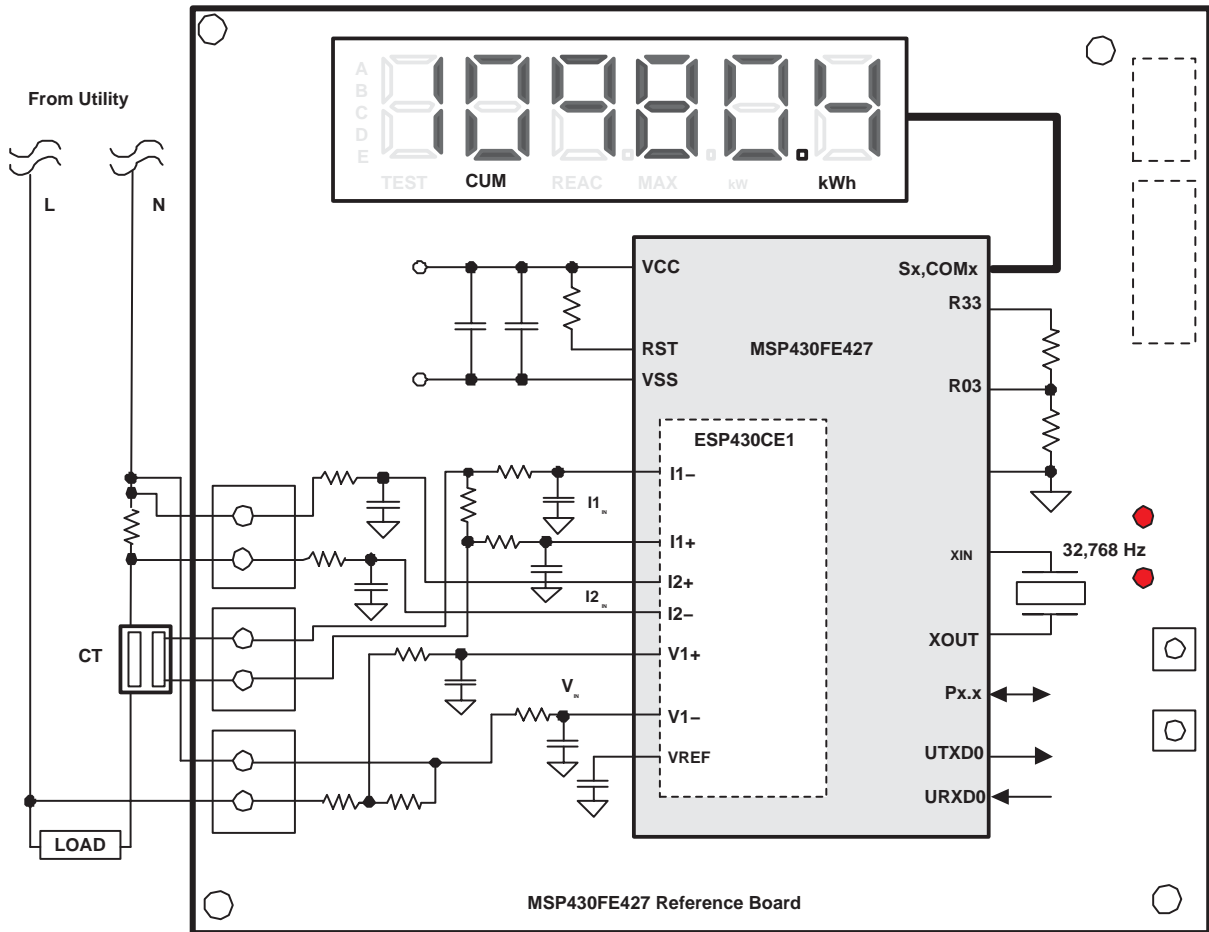 From Utility
L
N
A
B
C
D
E
10980.4
TEST
CUM
REAC
MAX
kW
kWh
VCC
Sx,COMx
R33
RST
MSP430FE427
VSS
R03
ESP430CE1
I1−
I1IN
I1+
XIN
32,768 Hz
I2+
I2IN
I2−
CT
V1+
XOUT
VIN
V1−
Px.x
VREF
UTXD0
URXD0
LOAD
MSP430FE427 Reference Board